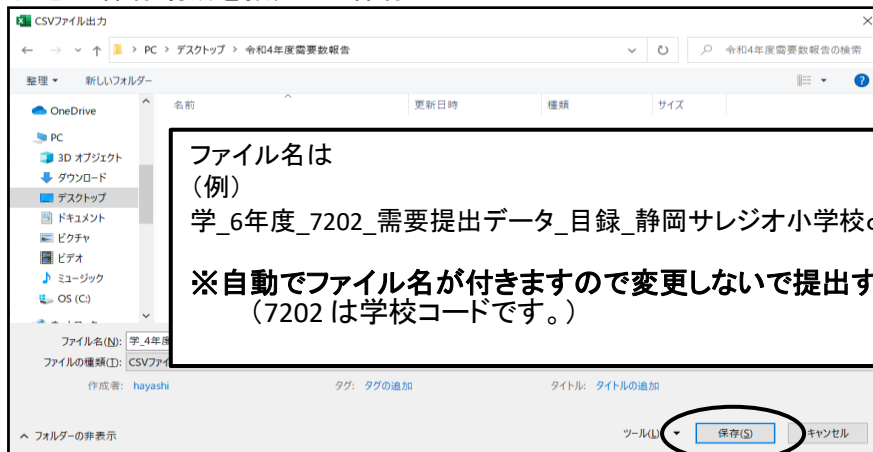 CSVファイル出力
PC › デスクトップ › 令和4年度需要数報告
令和4年度需要数報告の検索
整理 新しいフォルダー
名前 更新日時 種類 サイズ
OneDrive
PC
3D オブジェクト
ダウンロード
デスクトップ
ドキュメント
ピクチャ
ビデオ
ミュージック
OS (C:)
ファイル名は
(例)
学_6年度_7202_需要提出データ_目録_静岡サレジオ小学校
※自動でファイル名が付きますので変更しないで提出す
(7202 は学校コードです。)
ファイル名(N): 学_4年度
ファイルの種類(T): CSVファイ
作成者: hayashi タグ: タグの追加 タイトル: タイトルの追加
フォルダーの非表示
ツール(L) 保存(S) キャンセル